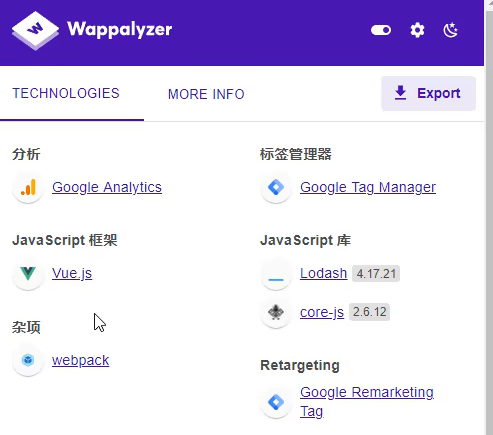 Wappalyzer
TECHNOLOGIES
MORE INFO
Export
分析
Google Analytics
标签管理器
Google Tag Manager
JavaScript 框架
Vue.js
JavaScript 库
Lodash 4.17.21
core-js 2.6.12
杂项
webpack
Retargeting
Google Remarketing
Tag